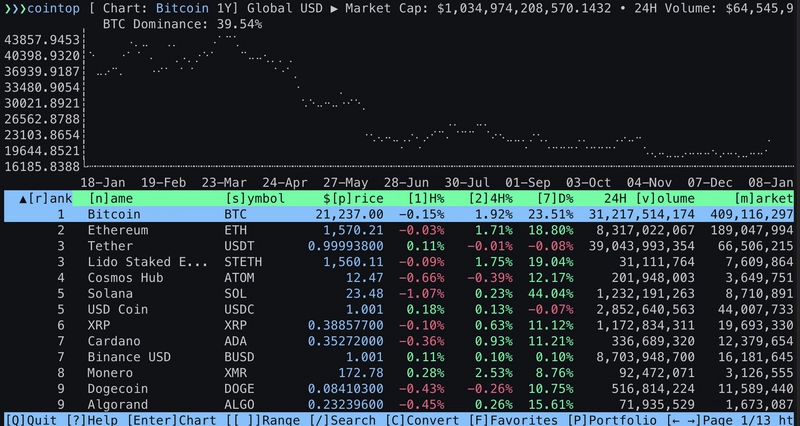 ❯❯❯cointop [ Chart: Bitcoin 1Y] Global USD ▶ Market Cap: $1,034,974,208,570.1432 • 24H Volume: $64,545,9
BTC Dominance: 39.54%
43857.9453
40398.9320
36939.9187
33480.9054
30021.8921
26562.8788
23103.8654
19644.8521
16185.8388
18-Jan 19-Feb 23-Mar 24-Apr 27-May 28-Jun 30-Jul 01-Sep 03-Oct 04-Nov 07-Dec 08-Jan
▲[r]ank [n]ame [s]ymbol $[p]rice [1]H% [2]4H% [7]D% 24H [v]olume [m]arket
1 Bitcoin BTC 21,237.00 -0.15% 1.92% 23.51% 31,217,514,174 409,116,297
2 Ethereum ETH 1,570.21 -0.03% 1.71% 18.80% 8,317,022,067 189,047,994
3 Tether USDT 0.99993800 0.11% -0.01% -0.08% 39,043,993,354 66,506,215
3 Lido Staked E... STETH 1,560.11 -0.09% 1.75% 19.04% 31,111,764 7,609,864
4 Cosmos Hub ATOM 12.47 -0.66% -0.39% 12.17% 201,948,003 3,649,751
5 Solana SOL 23.48 -1.07% 0.23% 44.04% 1,232,191,263 8,710,891
5 USD Coin USDC 1.001 0.18% 0.13% -0.07% 2,852,640,563 44,007,733
6 XRP XRP 0.38857700 -0.10% 0.63% 11.12% 1,172,834,311 19,693,330
7 Cardano ADA 0.35272000 -0.36% 0.93% 11.21% 336,689,320 12,379,654
7 Binance USD BUSD 1.001 0.11% 0.10% 0.10% 8,703,948,700 16,181,645
8 Monero XMR 172.78 0.28% 2.53% 8.76% 92,472,071 3,126,555
9 Dogecoin DOGE 0.08410300 -0.43% -0.26% 10.75% 516,814,224 11,589,440
9 Algorand ALGO 0.23239600 -0.45% 0.26% 15.61% 71,935,529 1,673,087
[Q]Quit [?]Help [Enter]Chart [[ ]]Range [/]Search [C]Convert [F]Favorites [P]Portfolio [← →]Page 1/13 ht